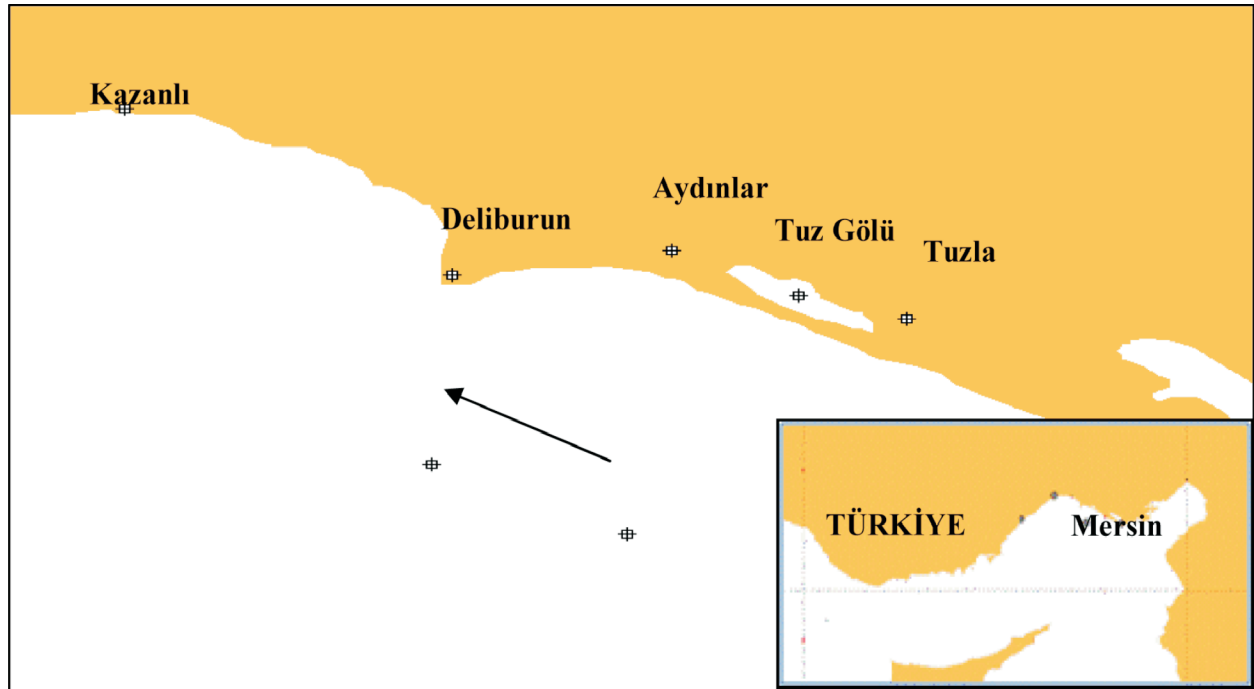 Kazanlı
Aydınlar
Deliburun
Tuz Gölü
Tuzla
TÜRKİYE
Mersin